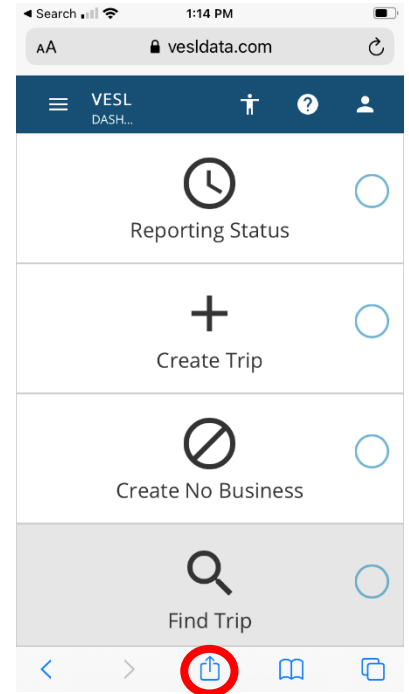 Search
1:14 PM
AA
vesldata.com
VESL
DASH...
?
Reporting Status
Create Trip
Create No Business
Find Trip